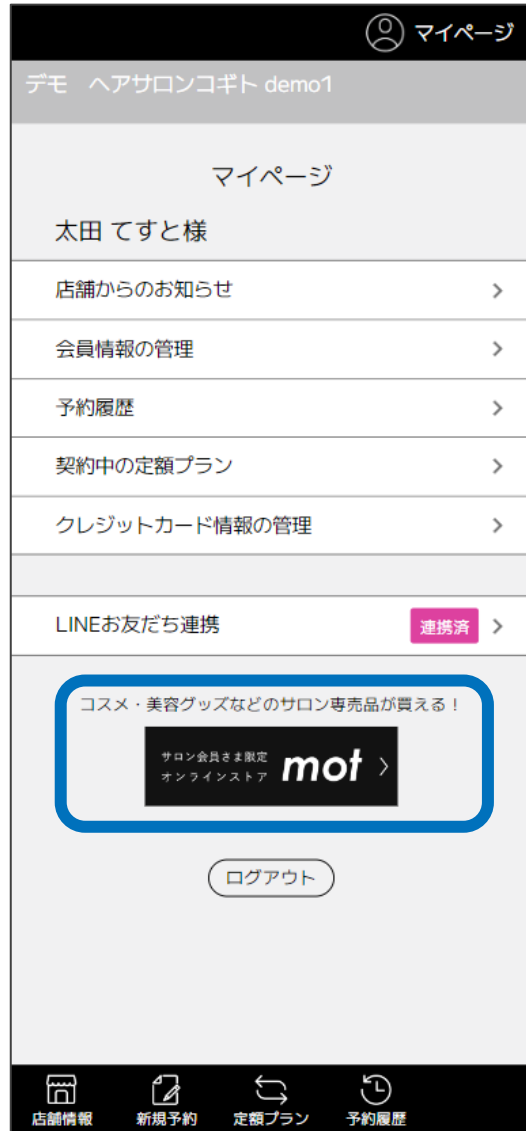 マイページ
デモ　ヘアサロンコギト demo1
マイページ
太田 てすと様
店舗からのお知らせ
会員情報の管理
予約履歴
契約中の定額プラン
クレジットカード情報の管理
LINEお友だち連携 連携済
コスメ・美容グッズなどのサロン専売品が買える！
サロン会員さま限定
オンラインストア mot
ログアウト
店舗情報 新規予約 定額プラン 予約履歴